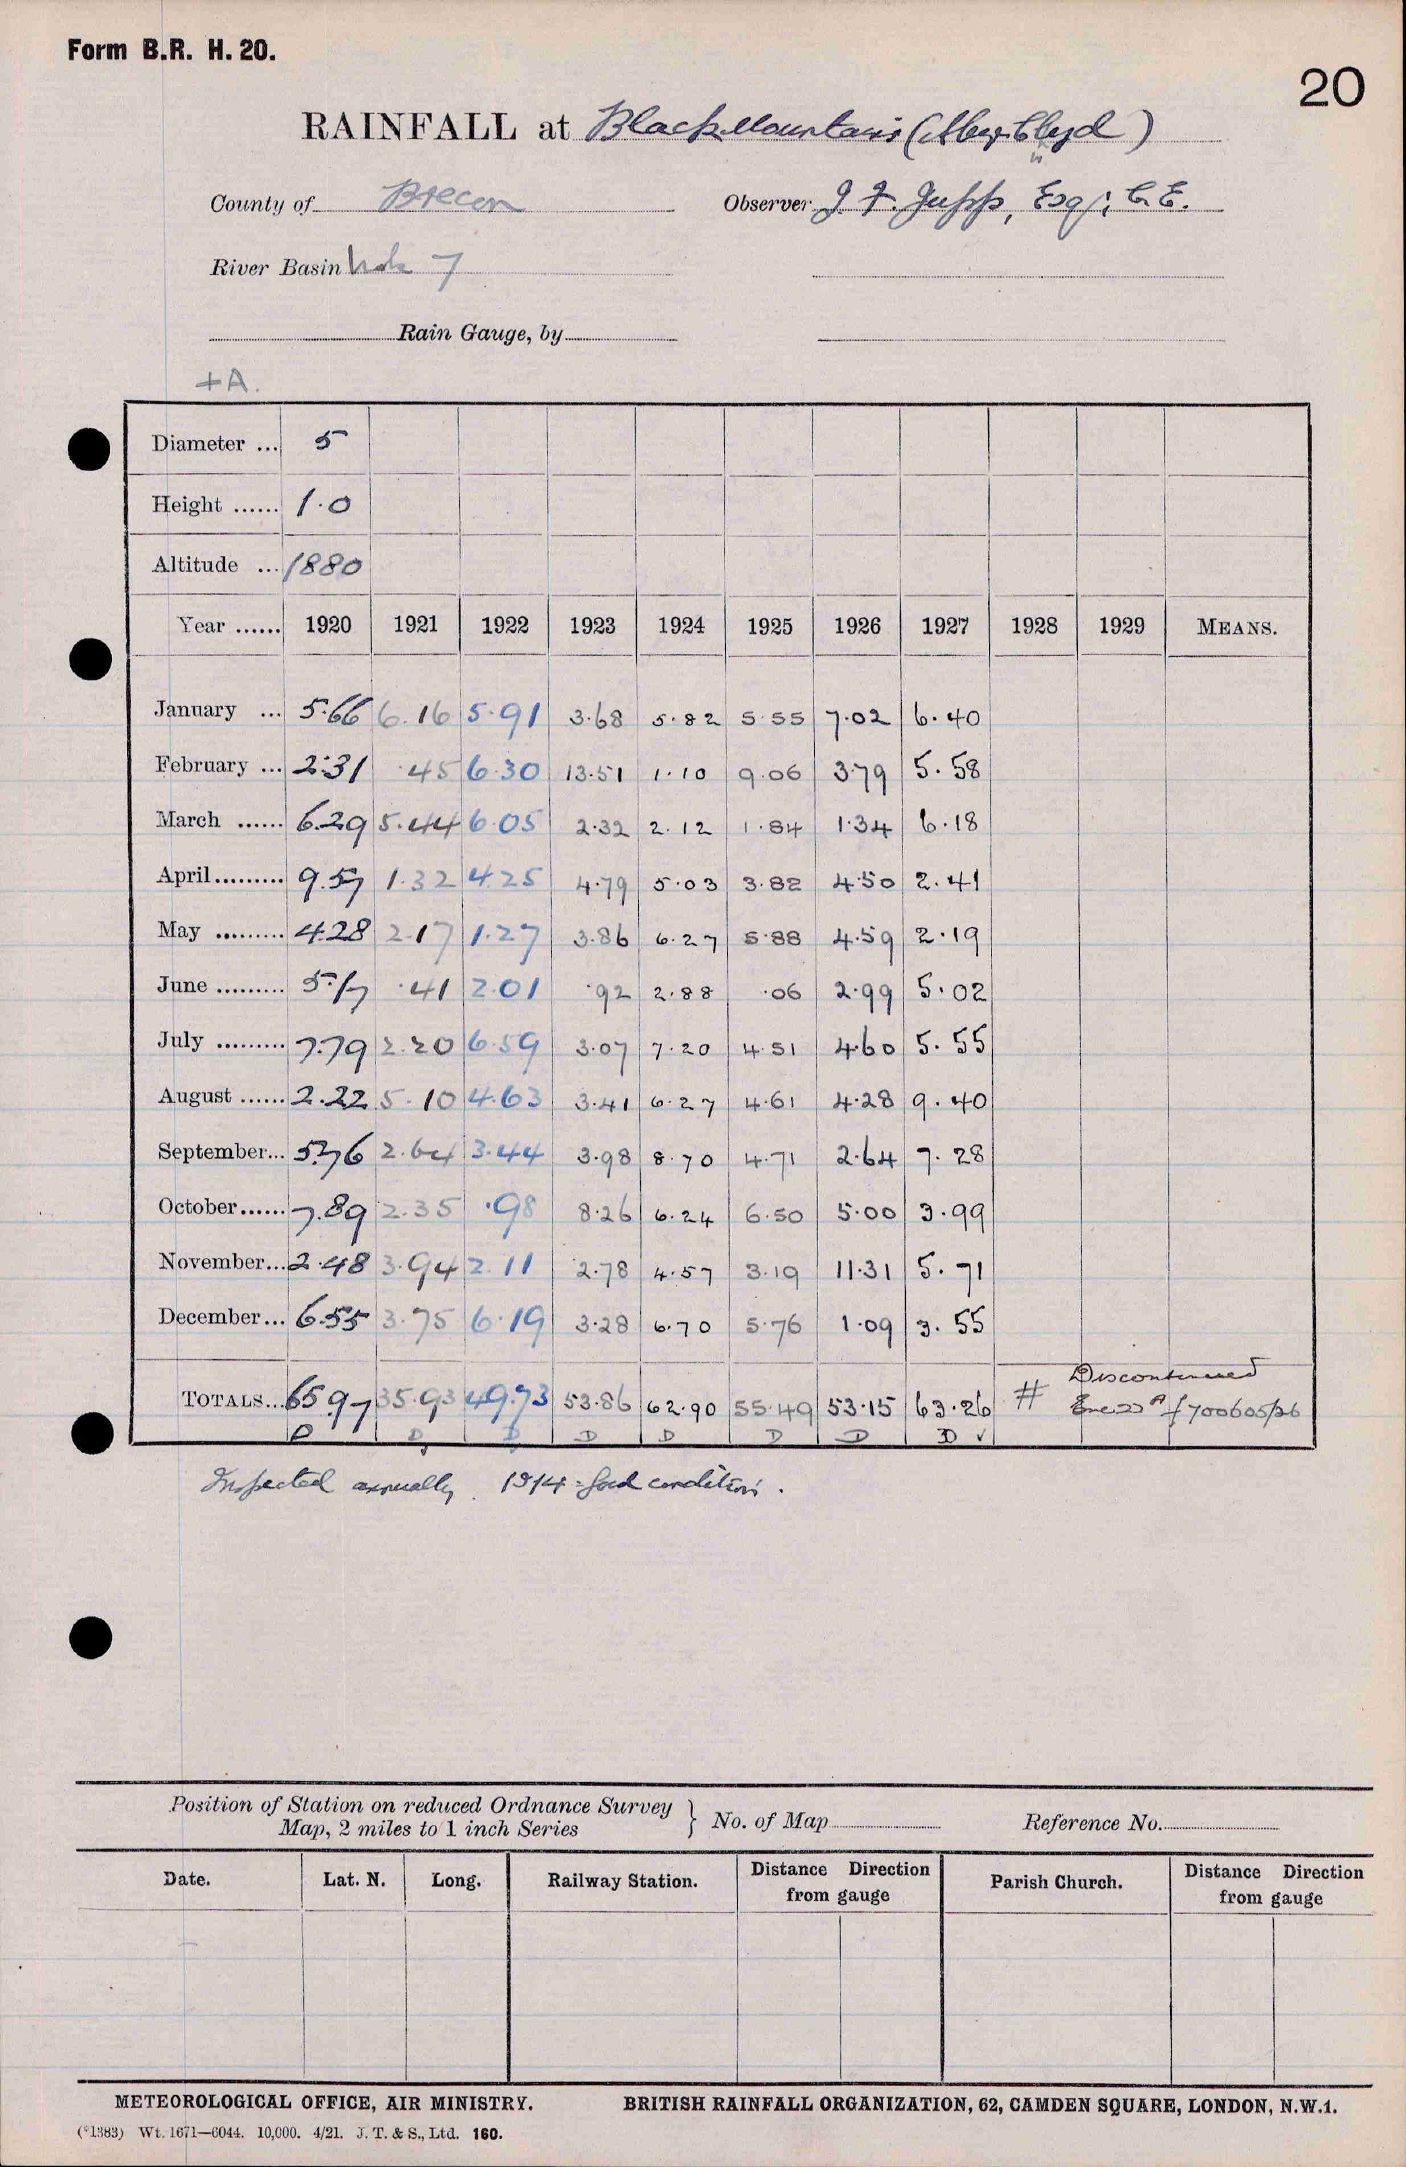 Form B.R. H. 20.
20
RAINFALL at Black Mountain (
County of Brecon Observer J. F. Jupp, Esq., C.E.
River Basin 7
Rain Gauge, by
+A.
Diameter ... 5
Height ...... 1.0
Altitude ... 1880
Year ...... 1920 1921 1922 1923 1924 1925 1926 1927 1928 1929 MEANS.
January ... 5.66 6.16 5.91 3.68 5.82 5.55 7.02 6.40
February ... 2.31 .45 6.30 13.51 1.10 9.06 3.79 5.58
March ...... 6.29 5.44 6.05 2.32 2.12 1.84 1.34 6.18
April......... 9.57 1.32 4.25 4.79 5.03 3.82 4.50 2.41
May ......... 4.28 2.17 1.27 3.86 6.27 5.88 4.59 2.19
June ......... 5.17 .41 2.01 .92 2.88 .06 2.99 5.02
July ......... 7.79 2.20 6.59 3.07 7.20 4.51 4.60 5.55
August ...... 2.22 5.10 4.63 3.41 6.27 4.61 4.28 9.40
September... 5.76 2.64 3.44 3.98 8.70 4.71 2.64 7.28
October...... 7.89 2.35 .98 8.26 6.24 6.50 5.00 3.99
November... 2.48 3.94 2.11 2.78 4.57 3.19 11.31 5.71
December... 6.55 3.75 6.19 3.28 6.70 5.76 1.09 3.55
Discontinued
TOTALS... 65.97 35.93 49.73 53.86 62.90 55.49 53.15 63.26 # 700605/26
D D D D D D D D ✓
Inspected annually. 1914 = good condition.
Position of Station on reduced Ordnance Survey
Map, 2 miles to 1 inch Series } No. of Map Reference No.
Date. Lat. N. Long. Railway Station. Distance Direction from gauge Parish Church. Distance Direction from gauge
METEOROLOGICAL OFFICE, AIR MINISTRY. BRITISH RAINFALL ORGANIZATION, 62, CAMDEN SQUARE, LONDON, N.W.1.
(*1383) Wt. 1671—6044. 10,000. 4/21. J. T. & S., Ltd. 160.